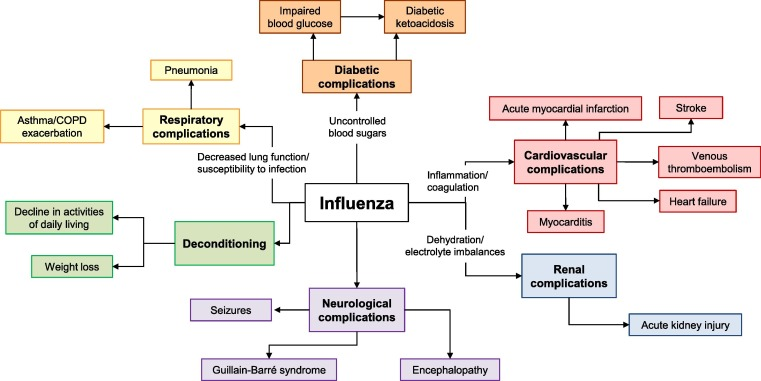 Impaired
blood glucose
Diabetic
ketoacidosis
Diabetic
complications
Uncontrolled
blood sugars
Pneumonia
Asthma/COPD
exacerbation
Respiratory
complications
Decreased lung function/
susceptibility to infection
Acute myocardial infarction
Stroke
Cardiovascular
complications
Venous
thromboembolism
Inflammation/
coagulation
Heart failure
Myocarditis
Influenza
Decline in activities
of daily living
Deconditioning
Weight loss
Dehydration/
electrolyte imbalances
Renal
complications
Acute kidney injury
Neurological
complications
Seizures
Guillain-Barré syndrome
Encephalopathy